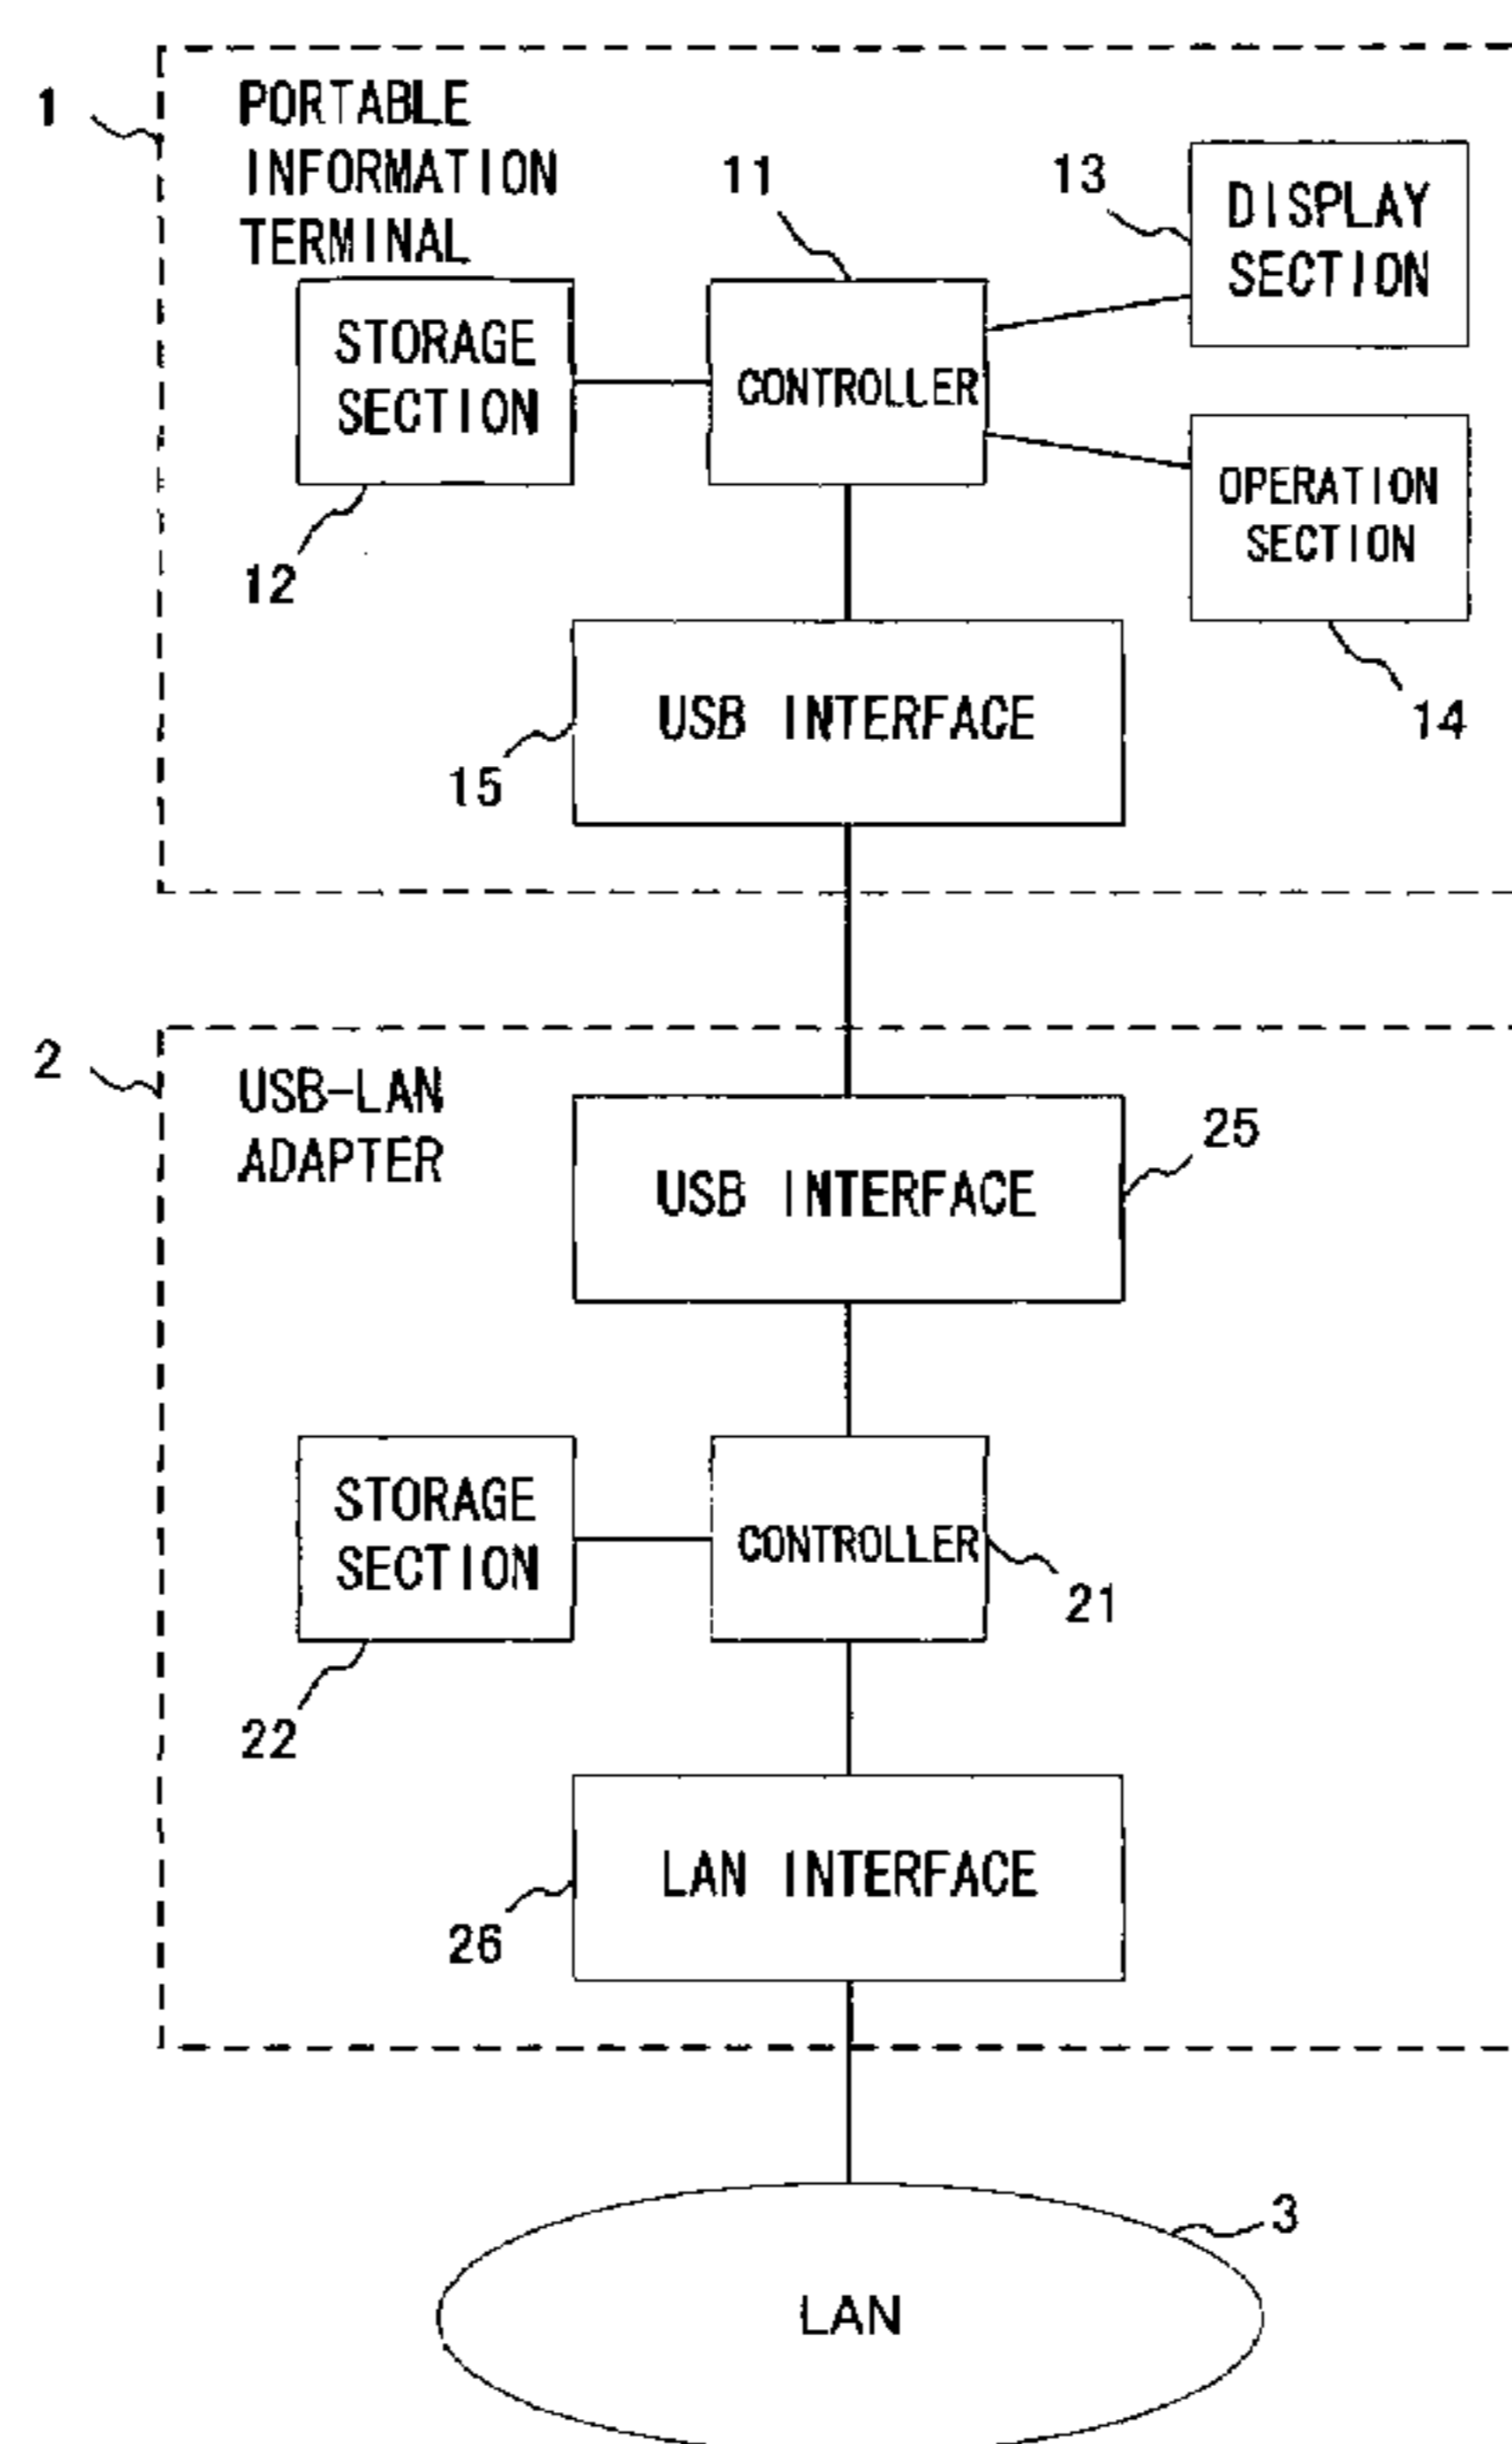 1
PORTABLE
INFORMATION
TERMINAL
11
13
DISPLAY
SECTION
STORAGE
SECTION
CONTROLLER
OPERATION
SECTION
12
14
USB INTERFACE
15
2
USB-LAN
ADAPTER
25
USB INTERFACE
STORAGE
SECTION
CONTROLLER
21
22
LAN INTERFACE
26
3
LAN